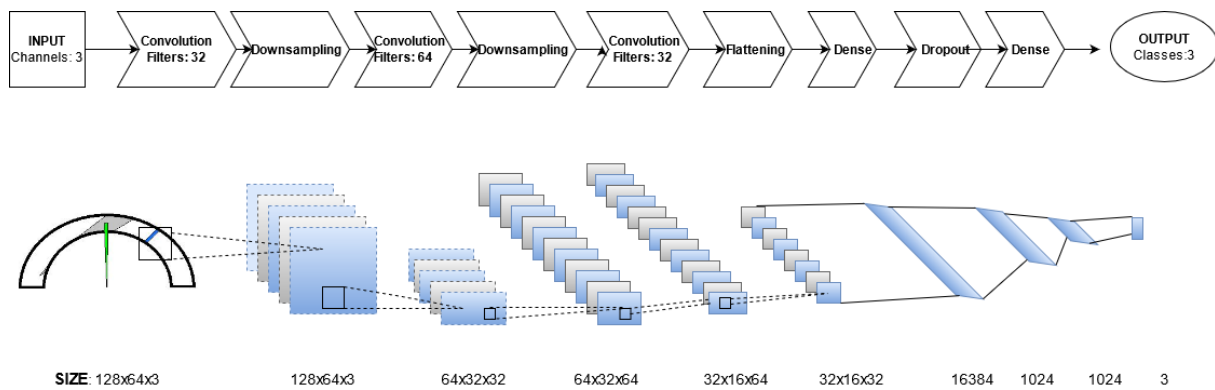 INPUT
Channels: 3
Convolution
Filters: 32
Downsampling
Convolution
Filters: 64
Downsampling
Convolution
Filters: 32
Flattening
Dense
Dropout
Dense
OUTPUT
Classes:3
SIZE: 128x64x3
128x64x3
64x32x32
64x32x64
32x16x64
32x16x32
16384
1024
1024
3